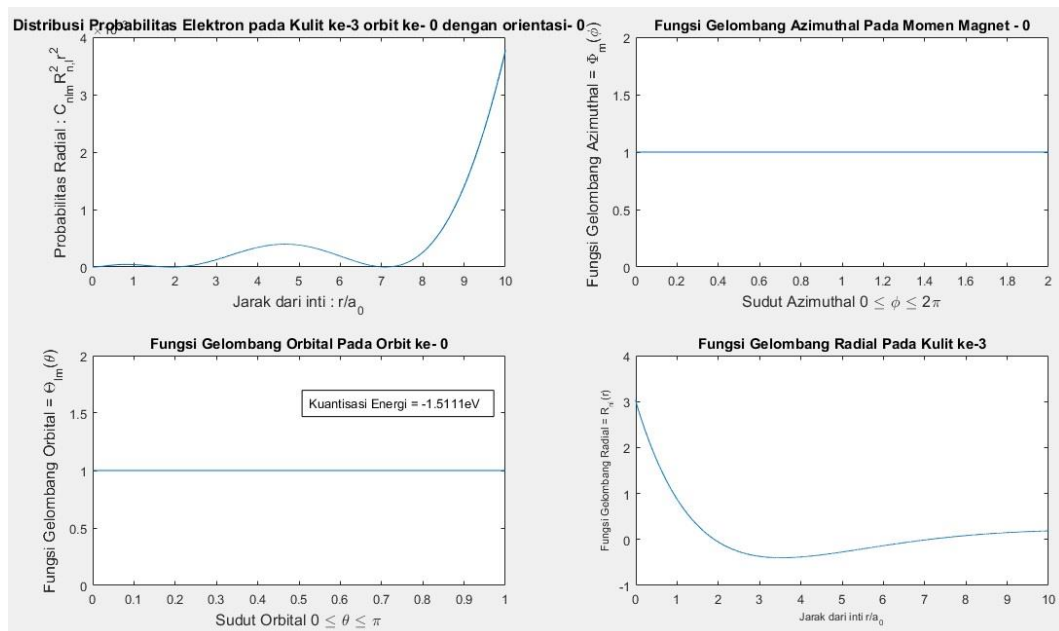 Distribusi Probabilitas Elektron pada Kulit ke-3 orbit ke- 0 dengan orientasi- 0
Probabilitas Radial : C_nlm R²_n,l r²
4
3
2
1
0
0 1 2 3 4 5 6 7 8 9 10
Jarak dari inti : r/a₀
Fungsi Gelombang Azimuthal Pada Momen Magnet - 0
Fungsi Gelombang Azimuthal = Φ_m(ϕ)
2
1.5
1
0.5
0
0 0.2 0.4 0.6 0.8 1 1.2 1.4 1.6 1.8 2
Sudut Azimuthal 0 ≤ ϕ ≤ 2π
Fungsi Gelombang Orbital Pada Orbit ke- 0
Fungsi Gelombang Orbital = Θ_lm(θ)
2
1.5
1
0.5
0
Kuantisasi Energi = -1.5111eV
0 0.1 0.2 0.3 0.4 0.5 0.6 0.7 0.8 0.9 1
Sudut Orbital 0 ≤ θ ≤ π
Fungsi Gelombang Radial Pada Kulit ke-3
Fungsi Gelombang Radial = R_nl(r)
4
3
2
1
0
-1
0 1 2 3 4 5 6 7 8 9 10
Jarak dari inti r/a₀